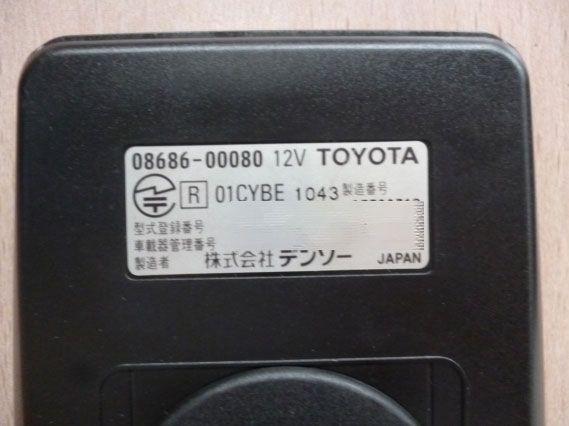 08686-00080 12V TOYOTA
R 01CYBE 1043 製造番号
型式登録番号
車載器管理番号
製造者 株式会社 デンソー JAPAN